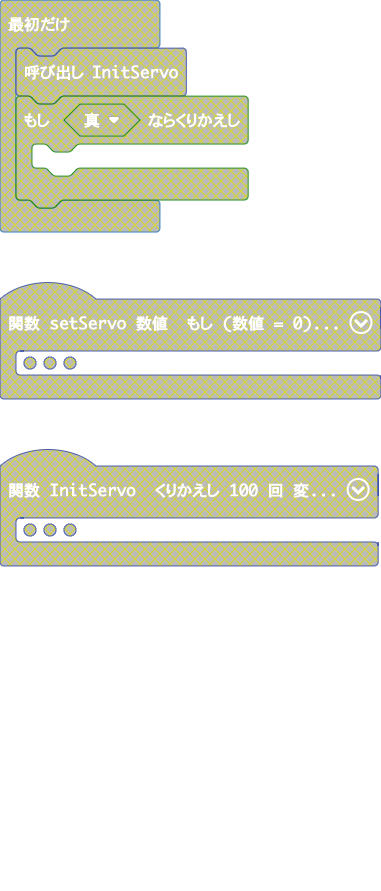 最初だけ
呼び出し InitServo
もし 真 ならくりかえし
関数 setServo 数値 もし (数値 = 0)...
関数 InitServo くりかえし 100 回 変...